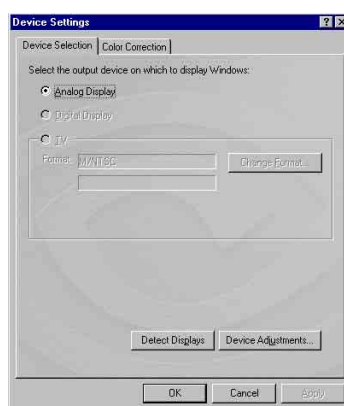 Device Settings
Device Selection
Color Correction
Select the output device on which to display Windows:
Analog Display
Digital Display
TV
Format: M/NTSC
Change Format...
Detect Displays
Device Adjustments...
OK
Cancel
Apply